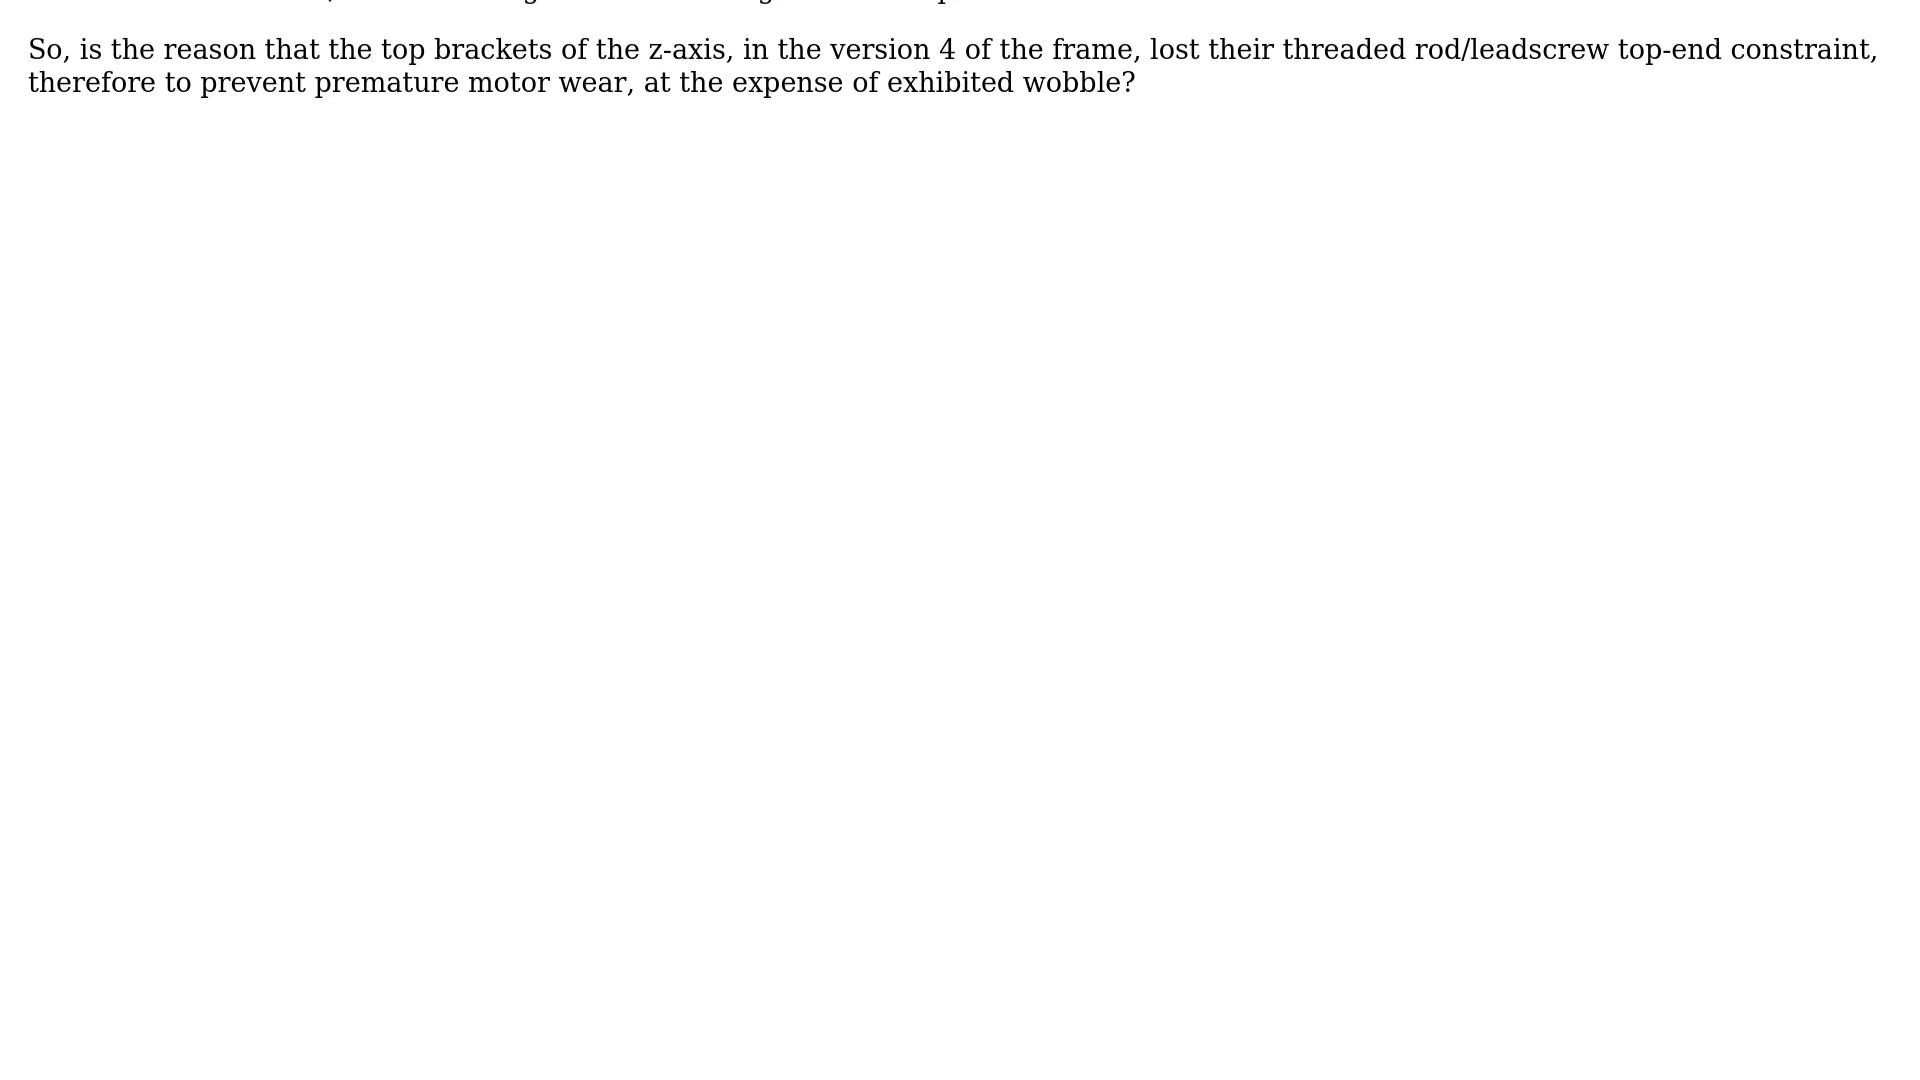 So, is the reason that the top brackets of the z-axis, in the version 4 of the frame, lost their threaded rod/leadscrew top-end constraint,
therefore to prevent premature motor wear, at the expense of exhibited wobble?